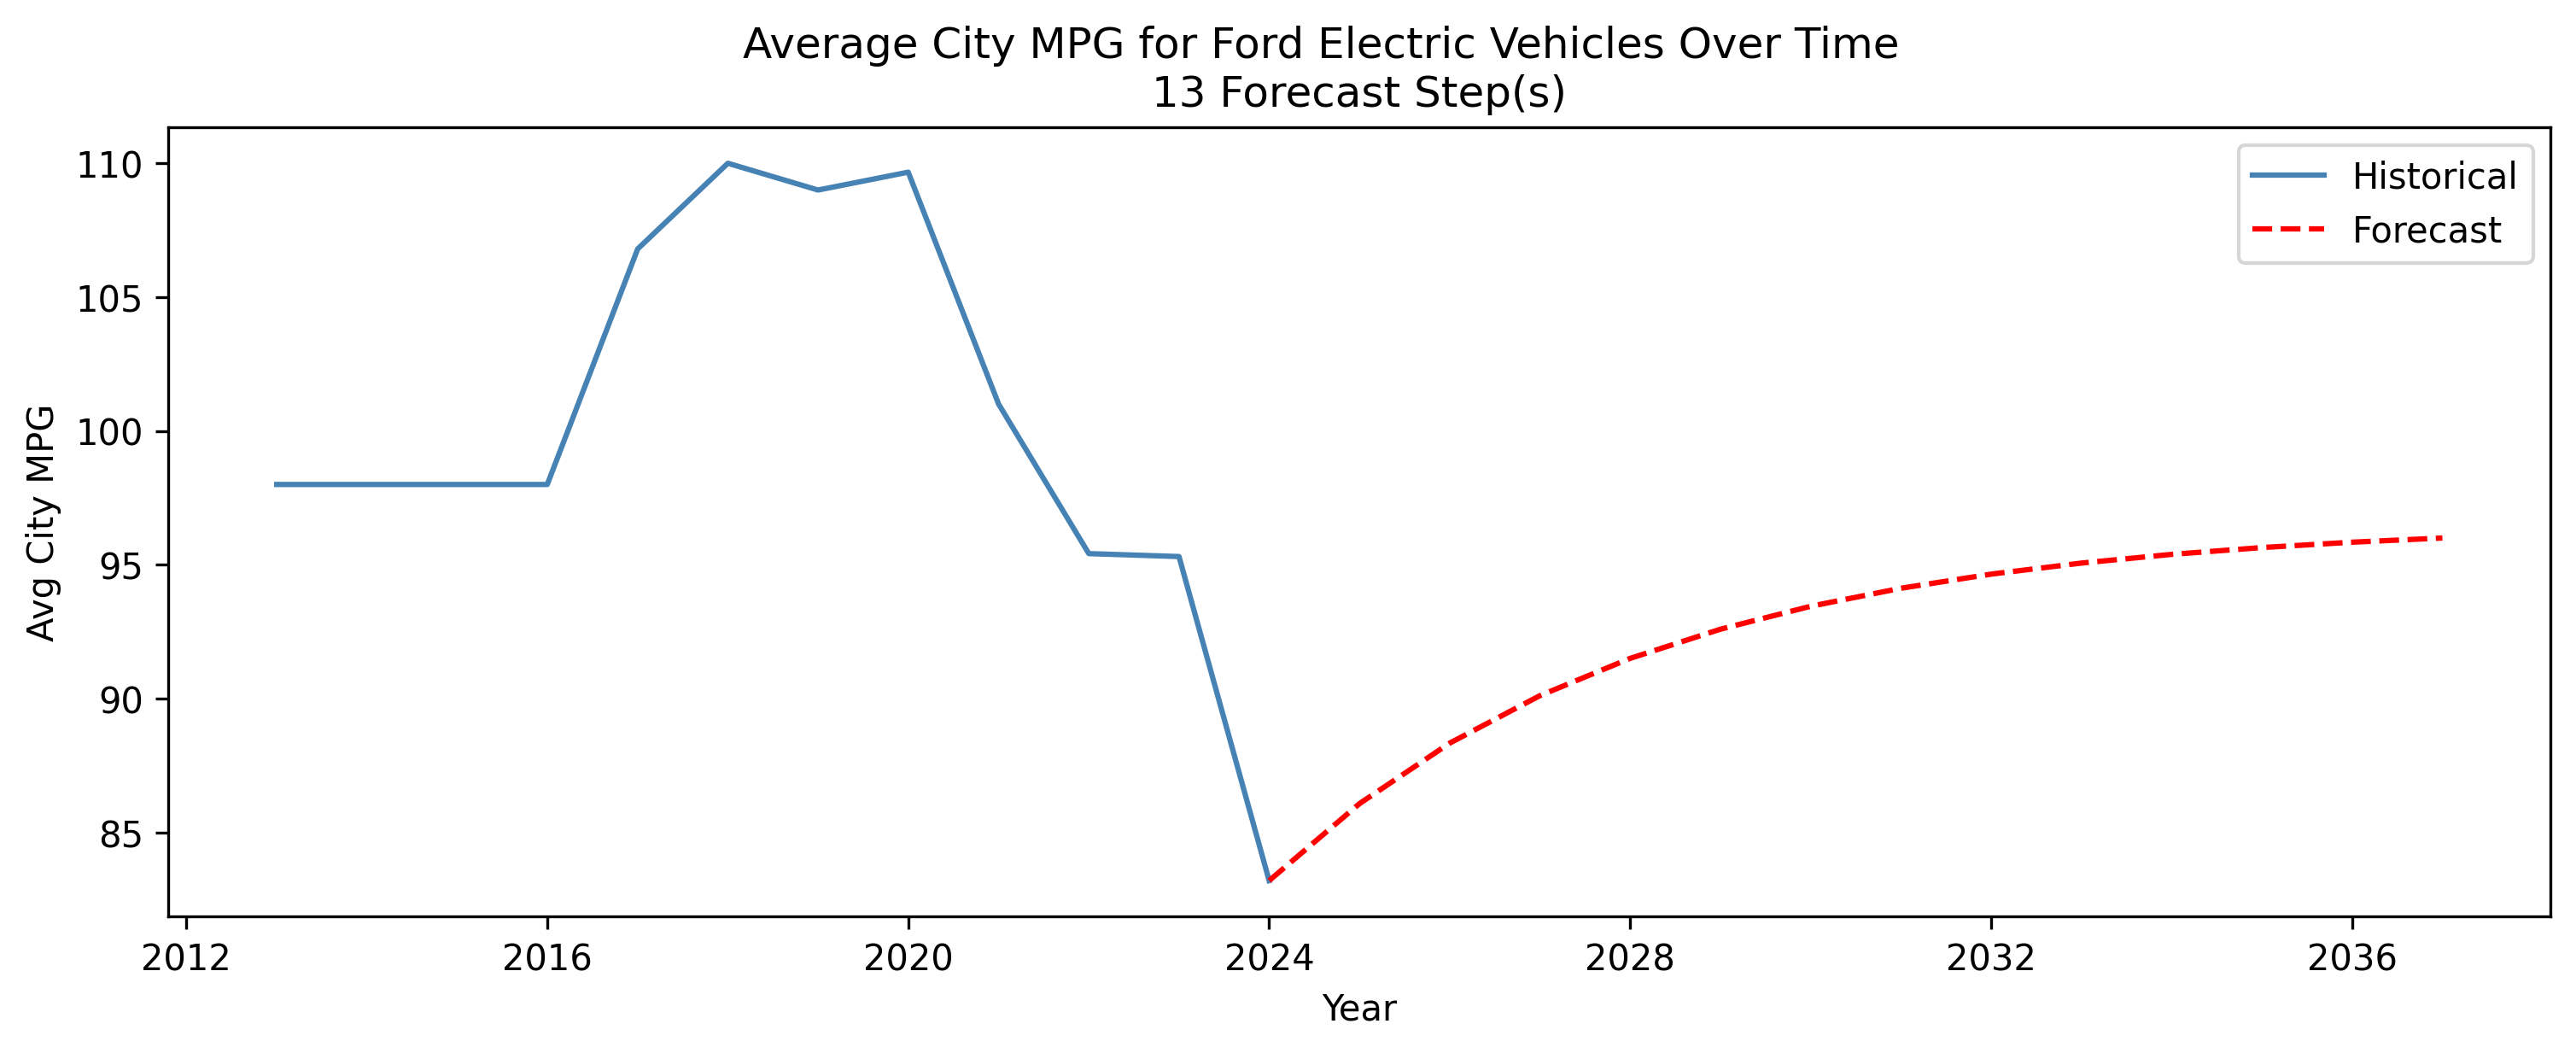 Average City MPG for Ford Electric Vehicles Over Time
13 Forecast Step(s)
110
105
100
95
90
85
Avg City MPG
Historical
Forecast
2012
2016
2020
2024
2028
2032
2036
Year